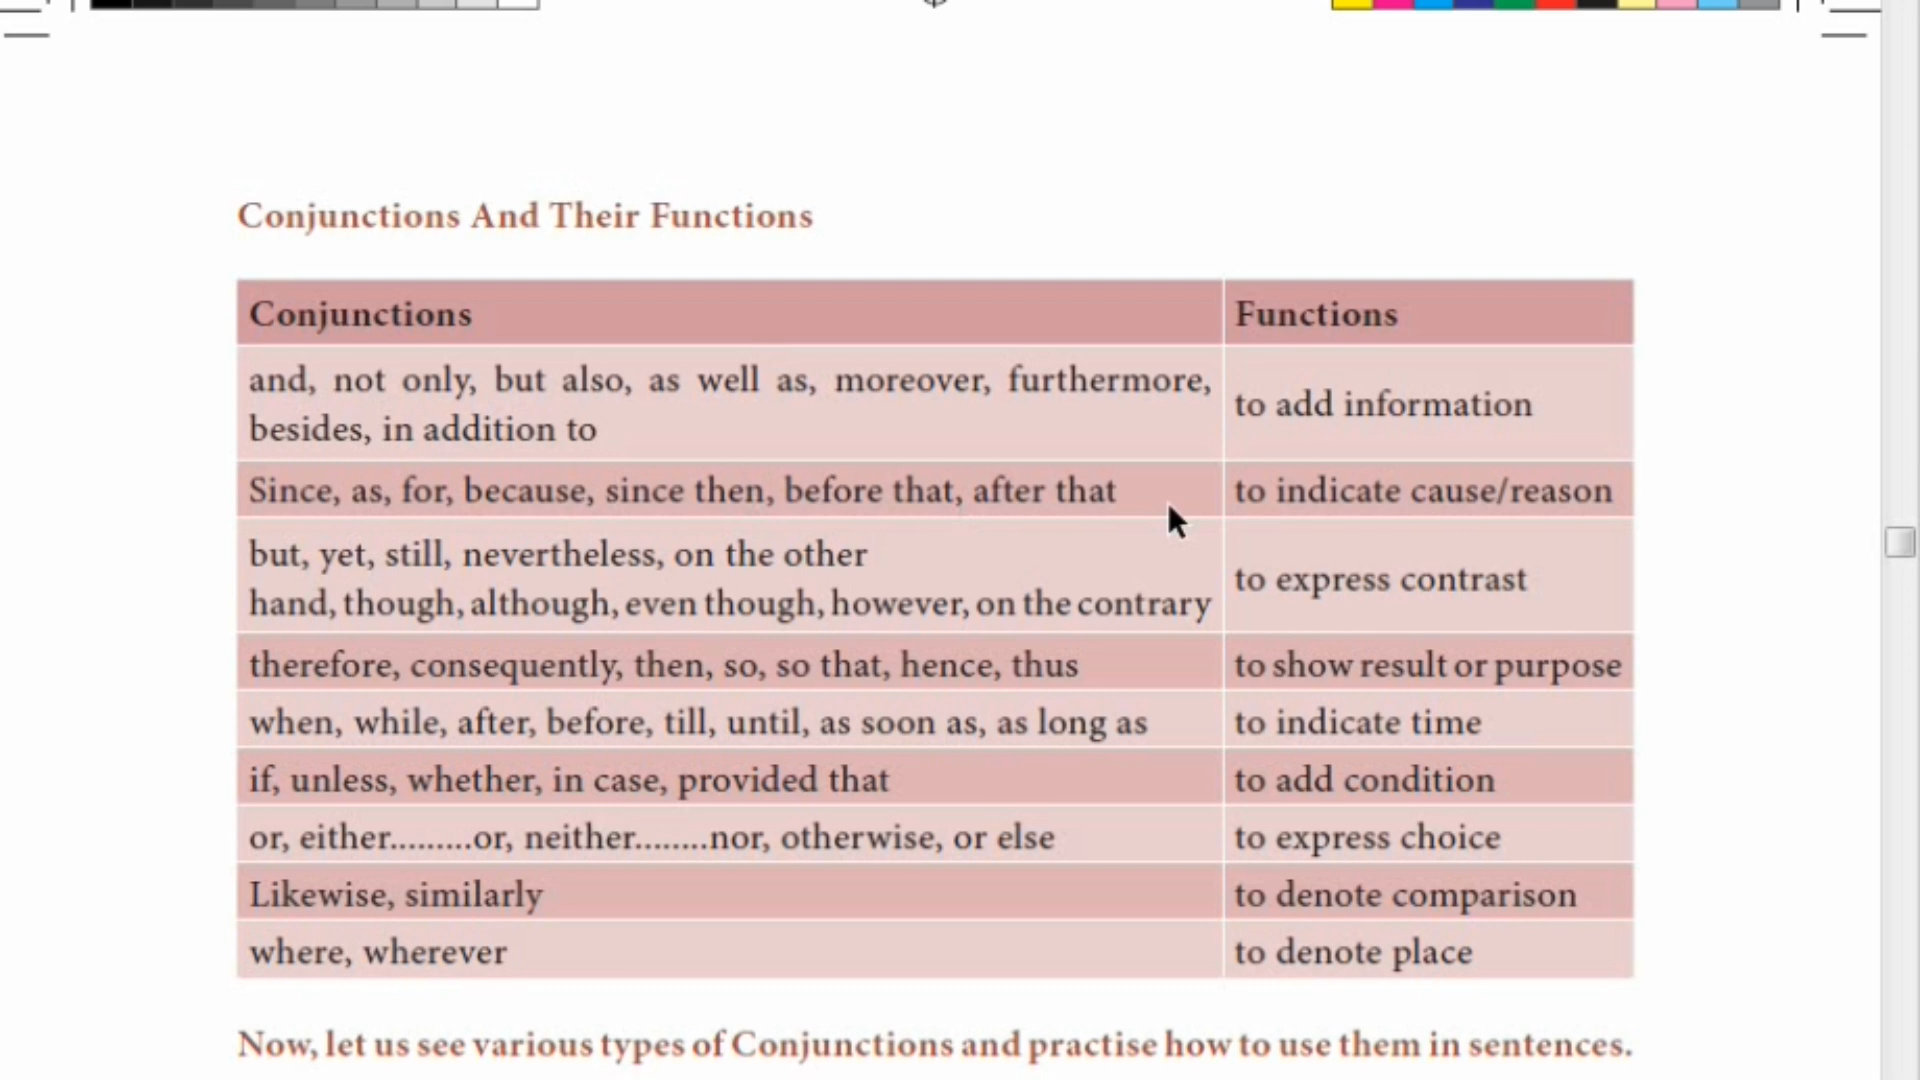 Conjunctions And Their Functions
Conjunctions
Functions
and, not only, but also, as well as, moreover, furthermore,
besides, in addition to
to add information
Since, as, for, because, since then, before that, after that
to indicate cause/reason
but, yet, still, nevertheless, on the other
hand, though, although, even though, however, on the contrary
to express contrast
therefore, consequently, then, so, so that, hence, thus
to show result or purpose
when, while, after, before, till, until, as soon as, as long as
to indicate time
if, unless, whether, in case, provided that
to add condition
or, either.........or, neither........nor, otherwise, or else
to express choice
Likewise, similarly
to denote comparison
where, wherever
to denote place
Now, let us see various types of Conjunctions and practise how to use them in sentences.